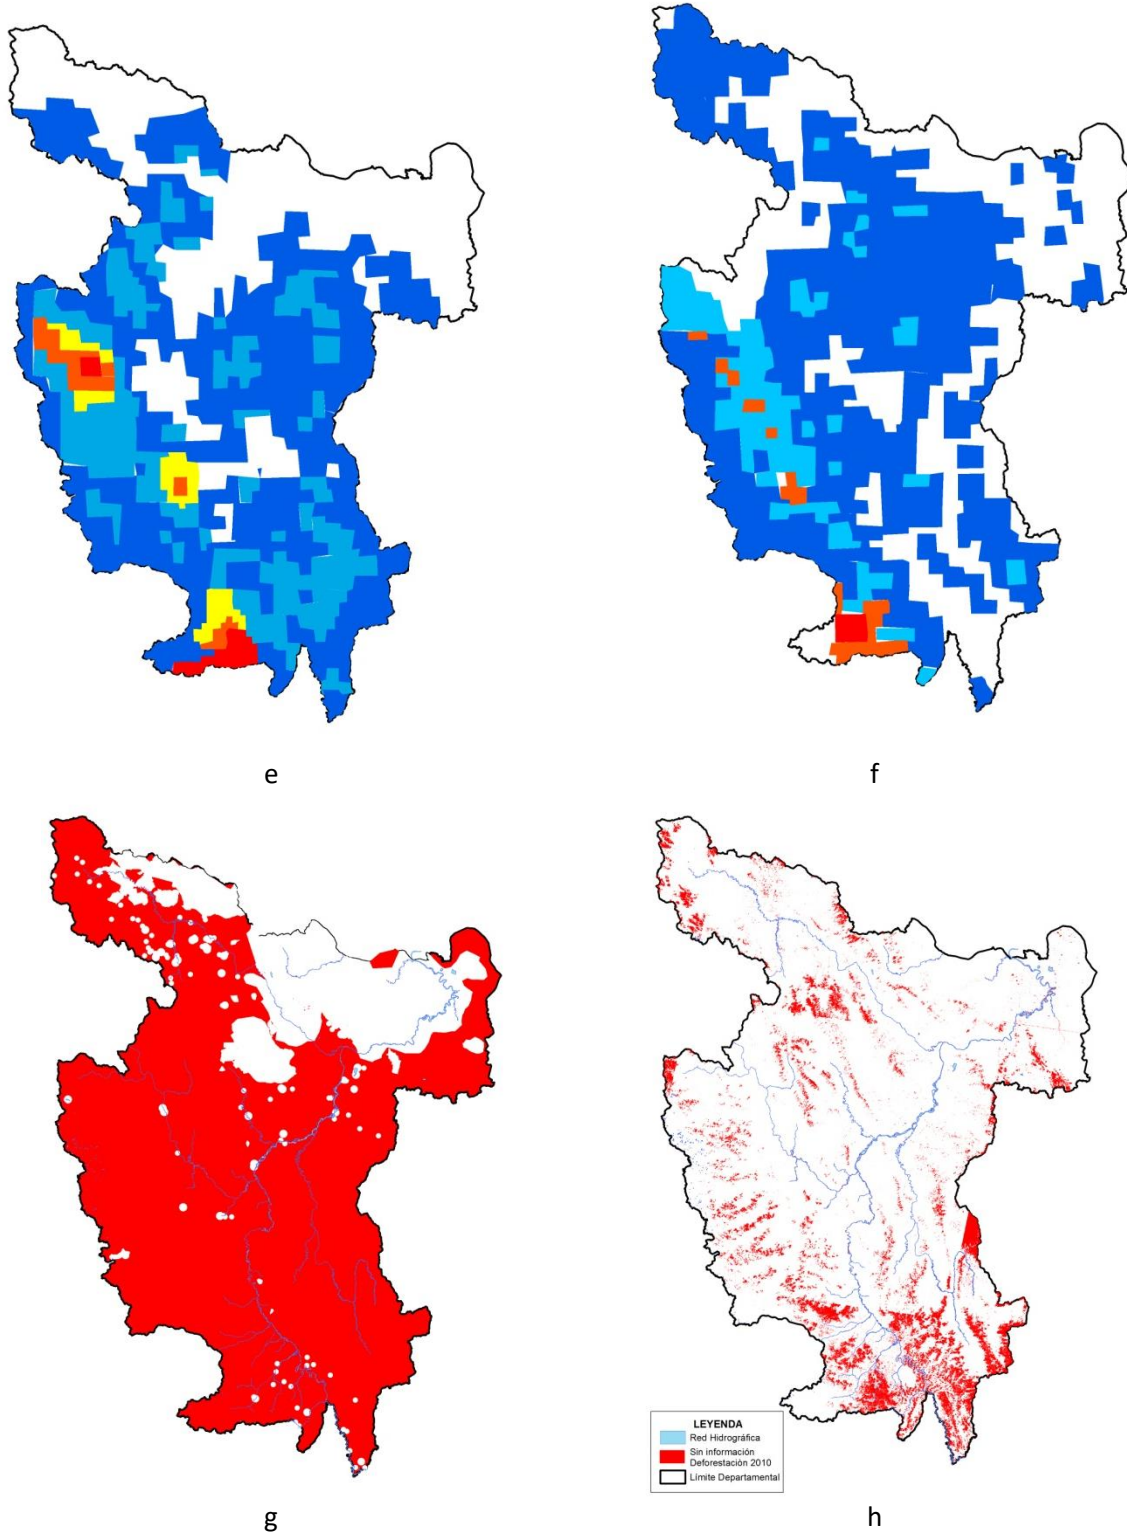 e
f
LEYENDA
Red Hidrográfica
Sin información
Deforestación 2010
Límite Departamental
g
h